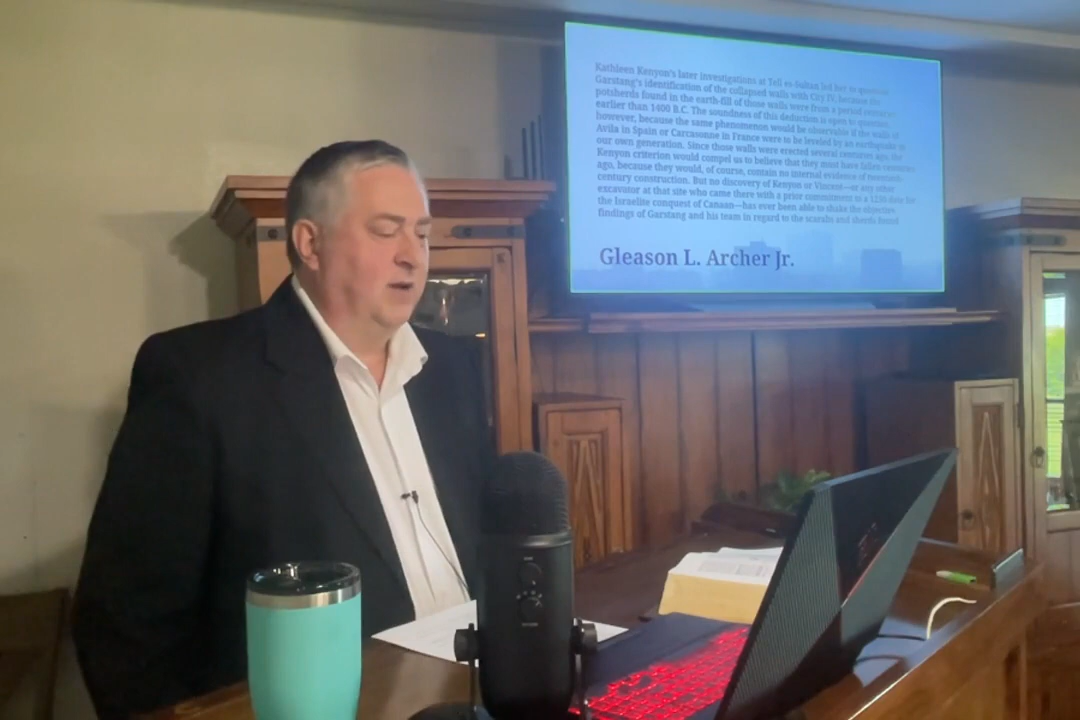 Kathleen Kenyon's later investigations at Tell es-Sultan led her to question
Garstang's identification of the collapsed walls with City IV, because the
potsherds found in the earth-fill of those walls were from a period
earlier than 1400 B.C. The soundness of this deduction is open to question,
however, because the same phenomenon would be observable if the walls of
Avila in Spain or Carcasonne in France were to be leveled by an earthquake in
our own generation. Since those walls were erected several centuries ago, the
Kenyon criterion would compel us to believe that they must have fallen centuries
ago, because they would, of course, contain no internal evidence of twentieth-
century construction. But no discovery of Kenyon or Vincent—or any other
excavator at that site who came there with a prior commitment to a 1250 date for
the Israelite conquest of Canaan—has ever been able to shake the objective
findings of Garstang and his team in regard to the scarabs and sherds found
Gleason L. Archer Jr.